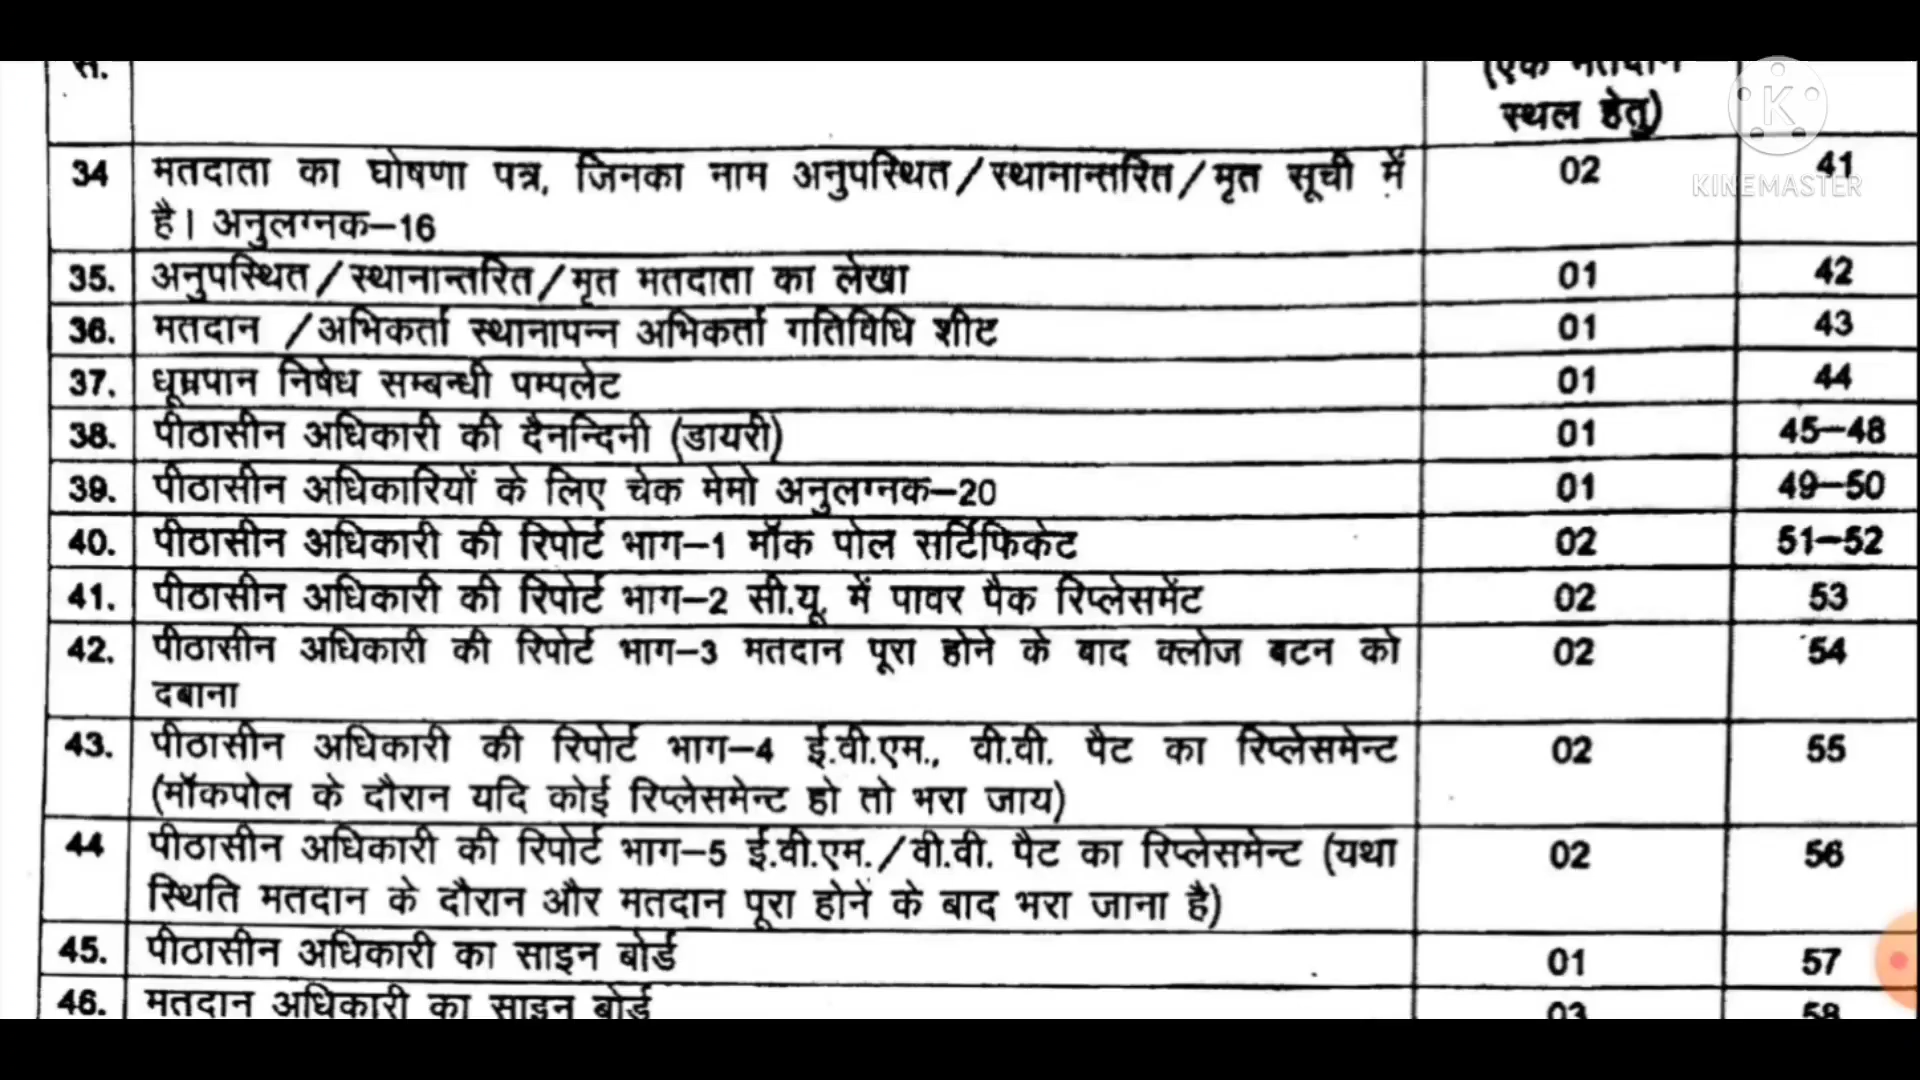 स.
(एक मतदान
स्थल हेतु)
34 मतदाता का घोषणा पत्र, जिनका नाम अनुपस्थित/स्थानान्तरित/मृत सूची में 02 41
है। अनुलग्नक–16
35. अनुपस्थित/स्थानान्तरित/मृत मतदाता का लेखा 01 42
36. मतदान /अभिकर्ता स्थानापन्न अभिकर्ता गतिविधि शीट 01 43
37. धूम्रपान निषेध सम्बन्धी पम्पलेट 01 44
38. पीठासीन अधिकारी की दैनन्दिनी (डायरी) 01 45–48
39. पीठासीन अधिकारियों के लिए चेक मेमो अनुलग्नक–20 01 49–50
40. पीठासीन अधिकारी की रिपोर्ट भाग–1 मॉक पोल सर्टिफिकेट 02 51–52
41. पीठासीन अधिकारी की रिपोर्ट भाग–2 सी.यू. में पावर पैक रिप्लेसमेंट 02 53
42. पीठासीन अधिकारी की रिपोर्ट भाग–3 मतदान पूरा होने के बाद क्लोज बटन को 02 54
दबाना
43. पीठासीन अधिकारी की रिपोर्ट भाग–4 ई.वी.एम., वी.वी. पैट का रिप्लेसमेन्ट 02 55
(मॉकपोल के दौरान यदि कोई रिप्लेसमेन्ट हो तो भरा जाय)
44 पीठासीन अधिकारी की रिपोर्ट भाग–5 ई.वी.एम./वी.वी. पैट का रिप्लेसमेन्ट (यथा 02 56
स्थिति मतदान के दौरान और मतदान पूरा होने के बाद भरा जाना है)
45. पीठासीन अधिकारी का साइन बोर्ड 01 57
46. मतदान अधिकारी का साइन बोर्ड 03 58
K
KINEMASTER